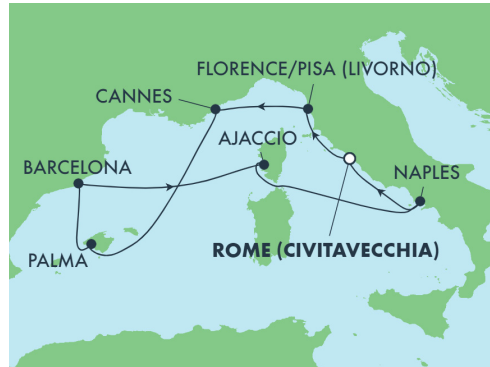 FLORENCE/PISA (LIVORNO)
CANNES
AJACCIO
BARCELONA
NAPLES
ROME (CIVITAVECCHIA)
PALMA